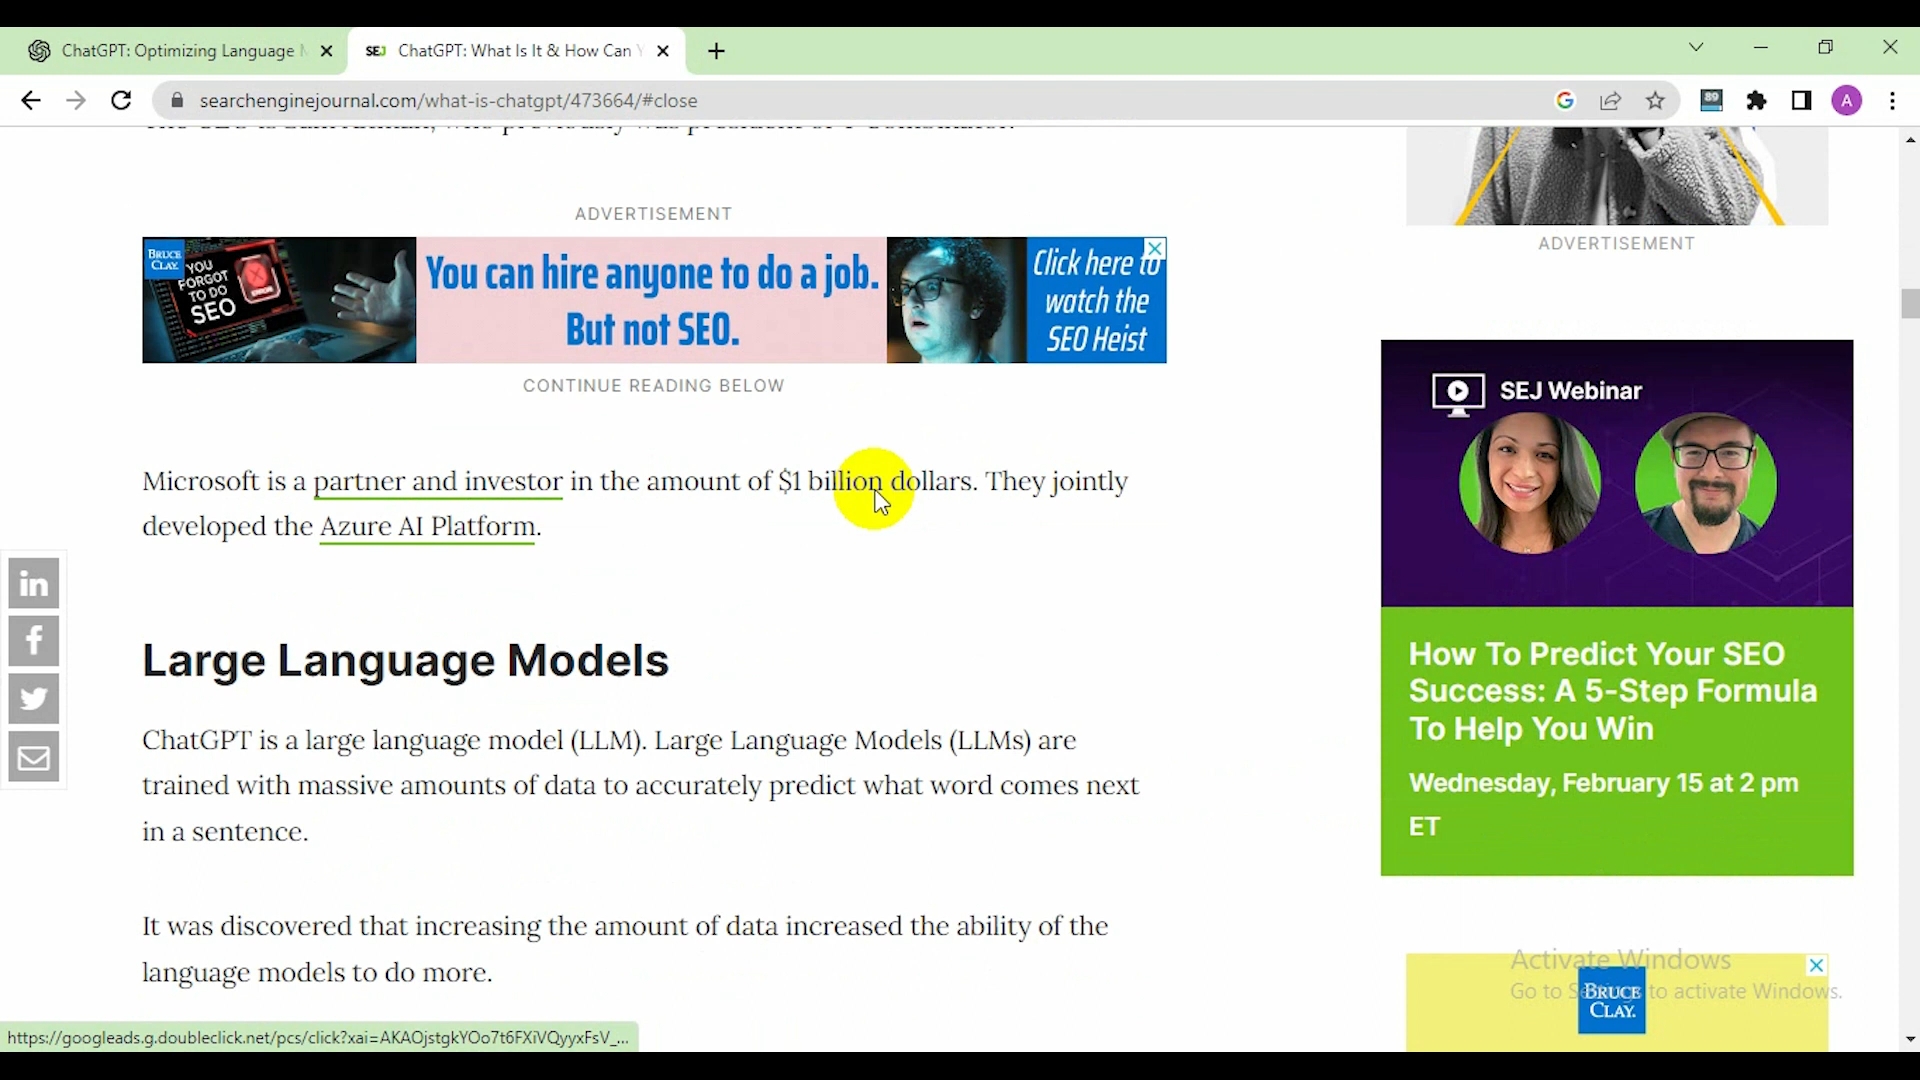 ChatGPT: Optimizing Language
SEJ ChatGPT: What Is It & How Can
searchenginejournal.com/what-is-chatgpt/473664/#close
89
A
ADVERTISEMENT
BRUCE
CLAY
YOU
FORGOT
TO DO
SEO
ERROR
You can hire anyone to do a job.
But not SEO.
Click here to
watch the
SEO Heist
CONTINUE READING BELOW
Microsoft is a partner and investor in the amount of $1 billion dollars. They jointly
developed the Azure AI Platform.
in
f
Large Language Models
ChatGPT is a large language model (LLM). Large Language Models (LLMs) are
trained with massive amounts of data to accurately predict what word comes next
in a sentence.
It was discovered that increasing the amount of data increased the ability of the
language models to do more.
https://googleads.g.doubleclick.net/pcs/click?xai=AKAOjstgkYOo7t6FXiVQyyxFsV_...
ADVERTISEMENT
SEJ Webinar
How To Predict Your SEO
Success: A 5-Step Formula
To Help You Win
Wednesday, February 15 at 2 pm
ET
Activate Windows
Go to Settings to activate Windows.
BRUCE
CLAY.